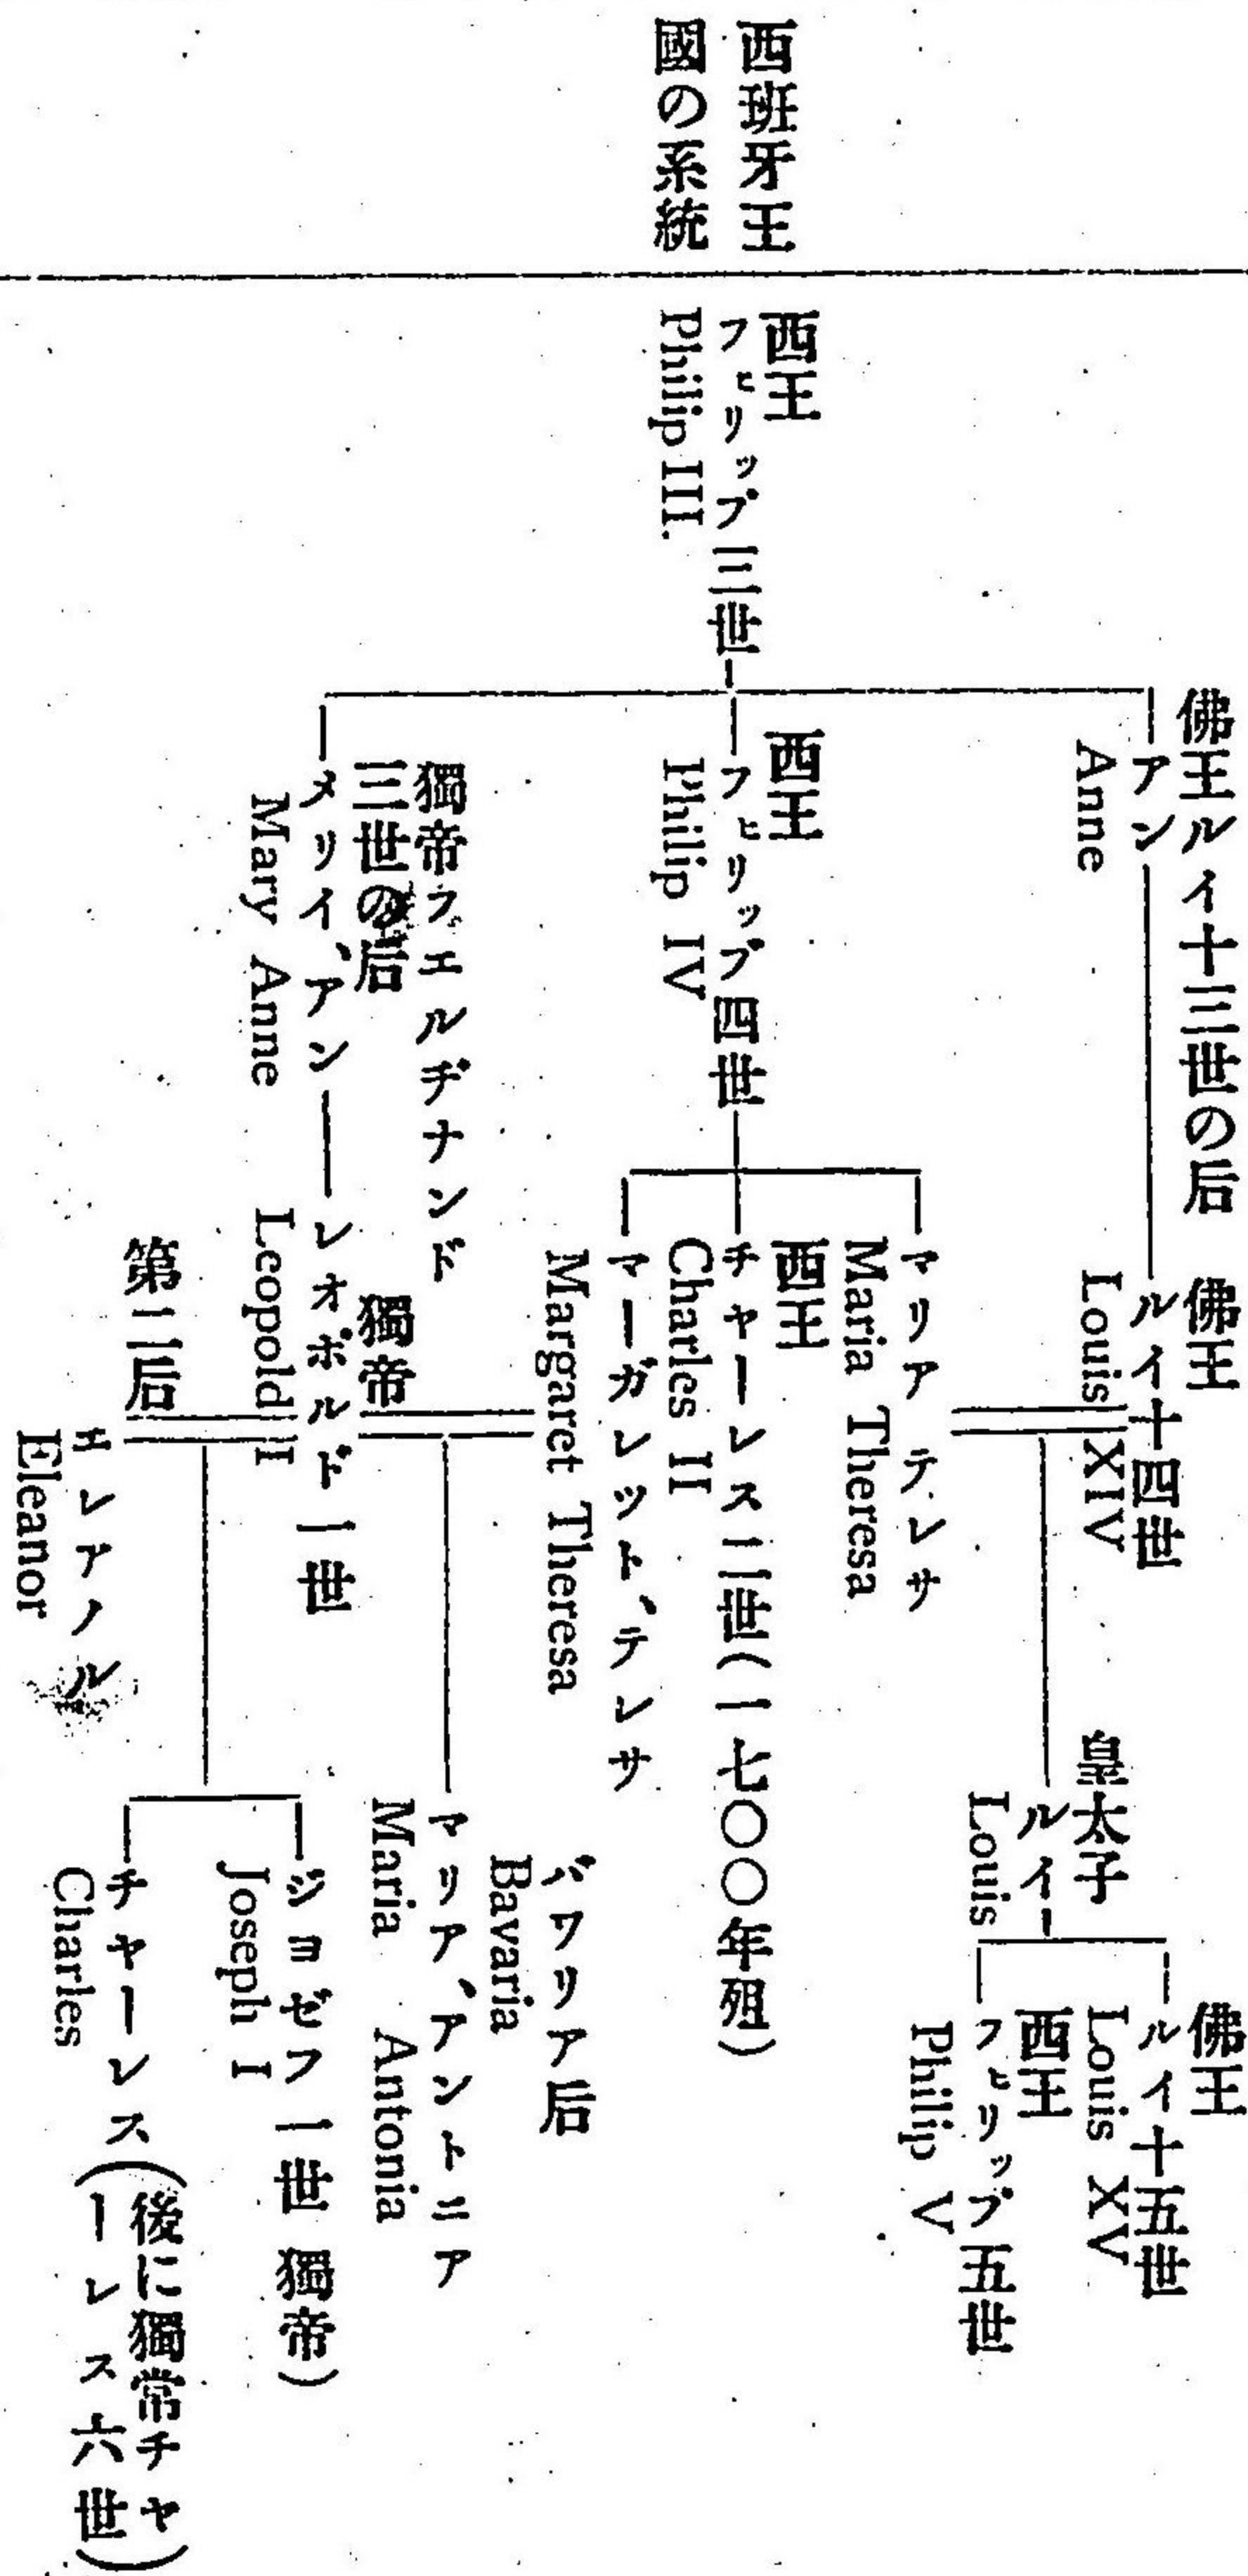 西班牙王
國の系統
西王
フヒリップ三世
Philip III.
佛王ルイ十三世の后
アン
Anne
佛王
ルイ十四世
Louis XIV
皇太子
ルイー
Louis
佛王
ルイ十五世
Louis XV
西王
フヒリップ五世
Philip V
マリア テレサ
Maria Theresa
西王
フヒリップ四世
Philip IV
西王
チャーレス二世(一七〇〇年殂)
Charles II
マーガレット、テレサ
Margaret Theresa
バワリア后
Bavaria
マリア、アントニア
Maria Antonia
獨帝フエルヂナンド
三世の后
メリイ、アン
Mary Anne
獨帝
レオポルド一世
Leopold I
ジョゼフ一世 獨帝)
Joseph I
第二后
エレアノル
Eleanor
チャーレス(後に獨常チャ
ーレス六世)
Charles